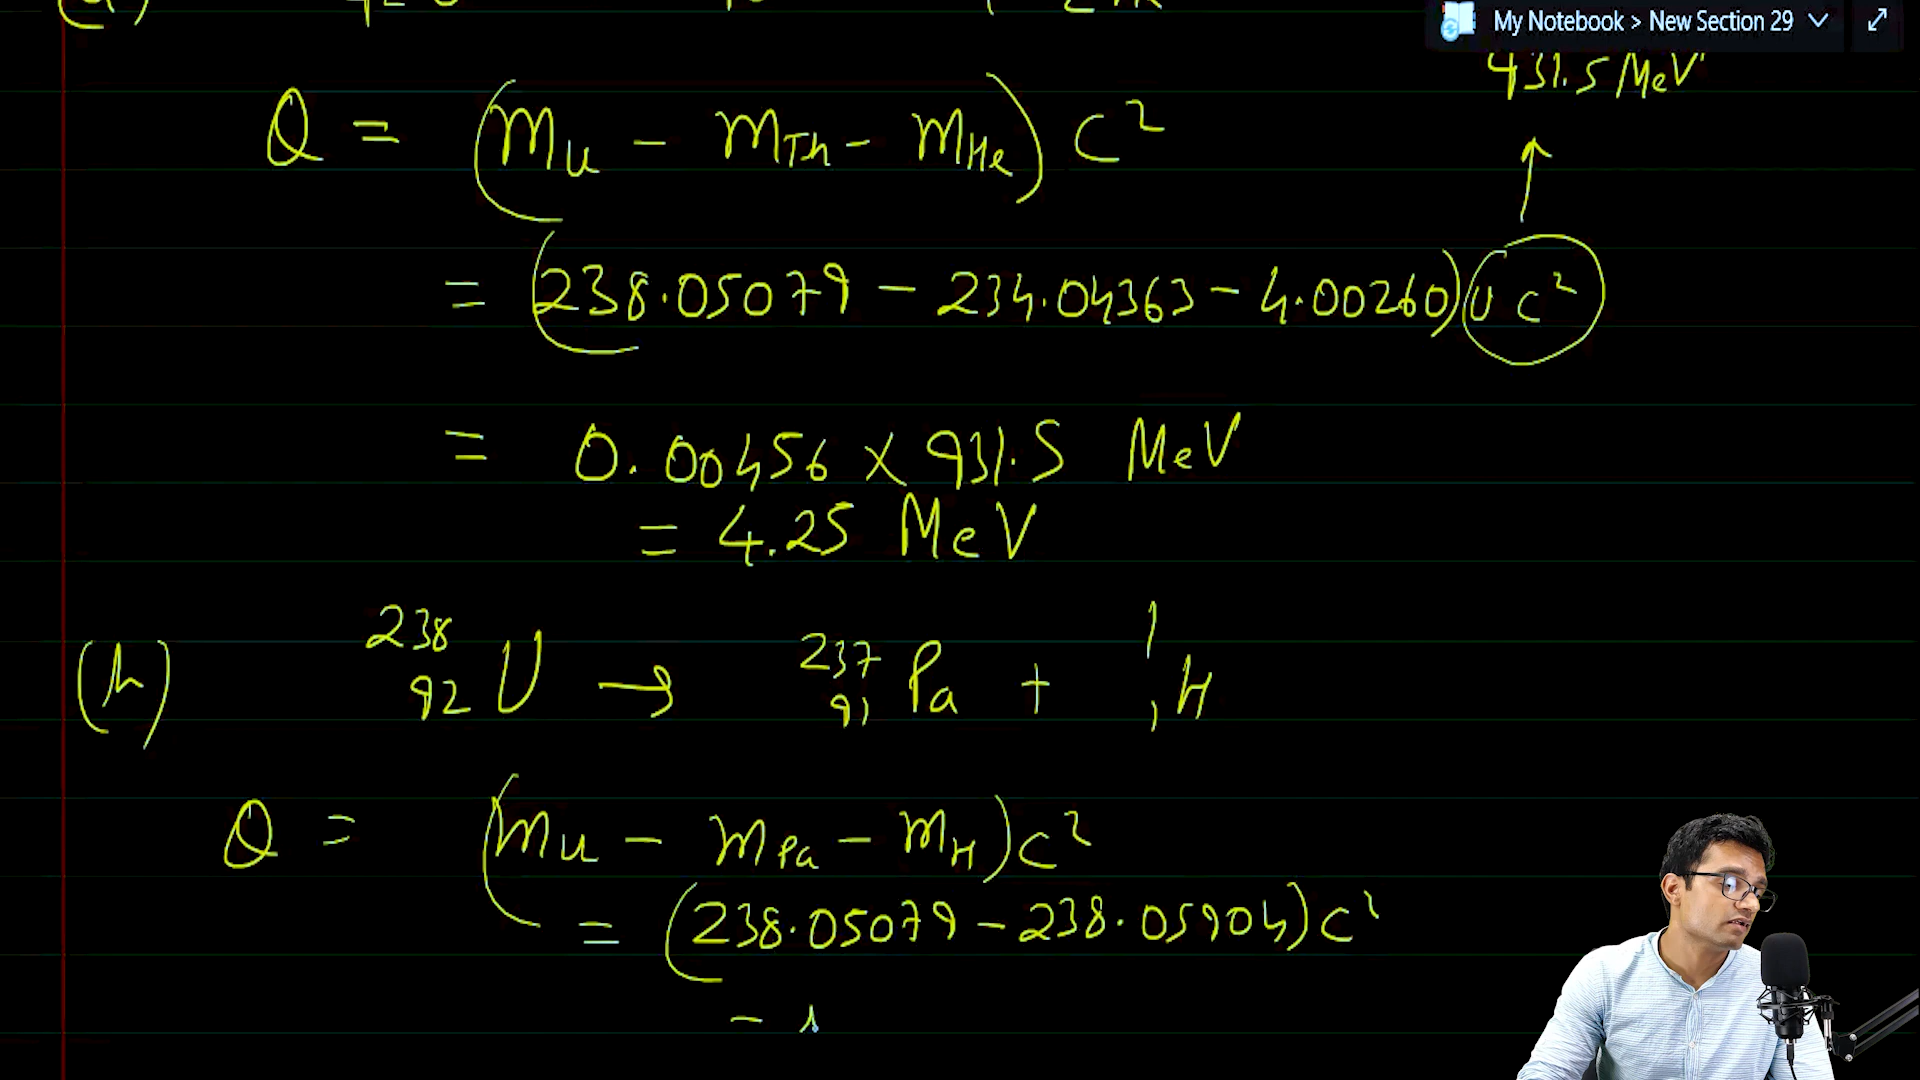 My Notebook > New Section 29
931.5 MeV
Q = (m_U − m_Th − m_He) c²
= (238.05079 − 234.04363 − 4.00260) u c²
= 0.00456 × 931.5 MeV
= 4.25 MeV
(b) ²³⁸₉₂U → ²³⁷₉₁Pa + ¹₁H
Q = (m_U − m_Pa − m_H) c²
= (238.05079 − 238.05904) c²